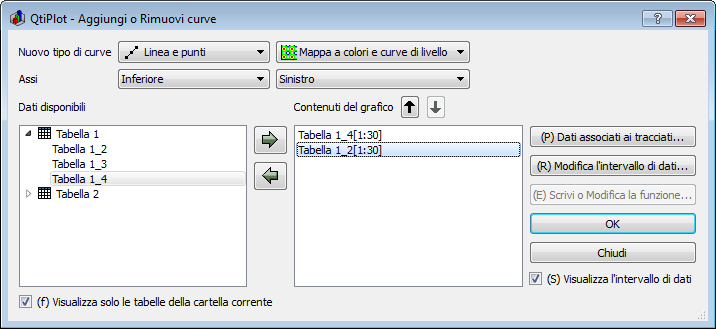 QtiPlot - Aggiungi o Rimuovi curve
Nuovo tipo di curve
Linea e punti
Mappa a colori e curve di livello
Assi
Inferiore
Sinistro
Dati disponibili
Contenuti del grafico
Tabella 1
Tabella 1_2
Tabella 1_3
Tabella 1_4
Tabella 2
Tabella 1_4[1:30]
Tabella 1_2[1:30]
(P) Dati associati ai tracciati...
(R) Modifica l'intervallo di dati...
(E) Scrivi o Modifica la funzione...
OK
Chiudi
(S) Visualizza l'intervallo di dati
(f) Visualizza solo le tabelle della cartella corrente